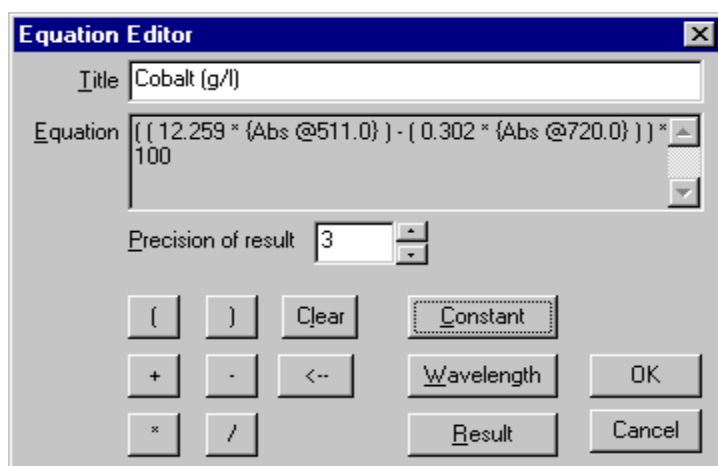 Equation Editor
Title Cobalt (g/l)
Equation ( ( 12.259 * {Abs @511.0} ) - ( 0.302 * {Abs @720.0} ) ) *
100
Precision of result 3
( ) Clear Constant
+ - <-- Wavelength OK
* / Result Cancel